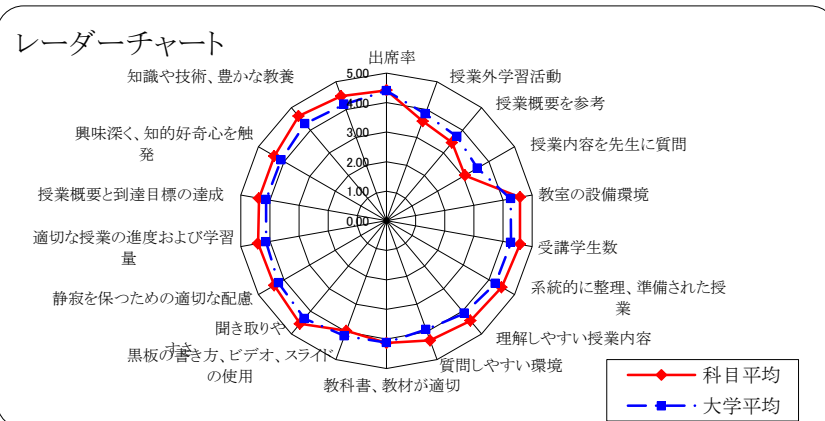 レーダーチャート
出席率
授業外学習活動
授業概要を参考
授業内容を先生に質問
教室の設備環境
受講学生数
系統的に整理、準備された授
業
理解しやすい授業内容
質問しやすい環境
教科書、教材が適切
黒板の書き方、ビデオ、スライド
の使用
聞き取りや
すさ
静寂を保つための適切な配慮
適切な授業の進度および学習
量
授業概要と到達目標の達成
興味深く、知的好奇心を触
発
知識や技術、豊かな教養
5.00
4.00
3.00
2.00
1.00
0.00
科目平均
大学平均